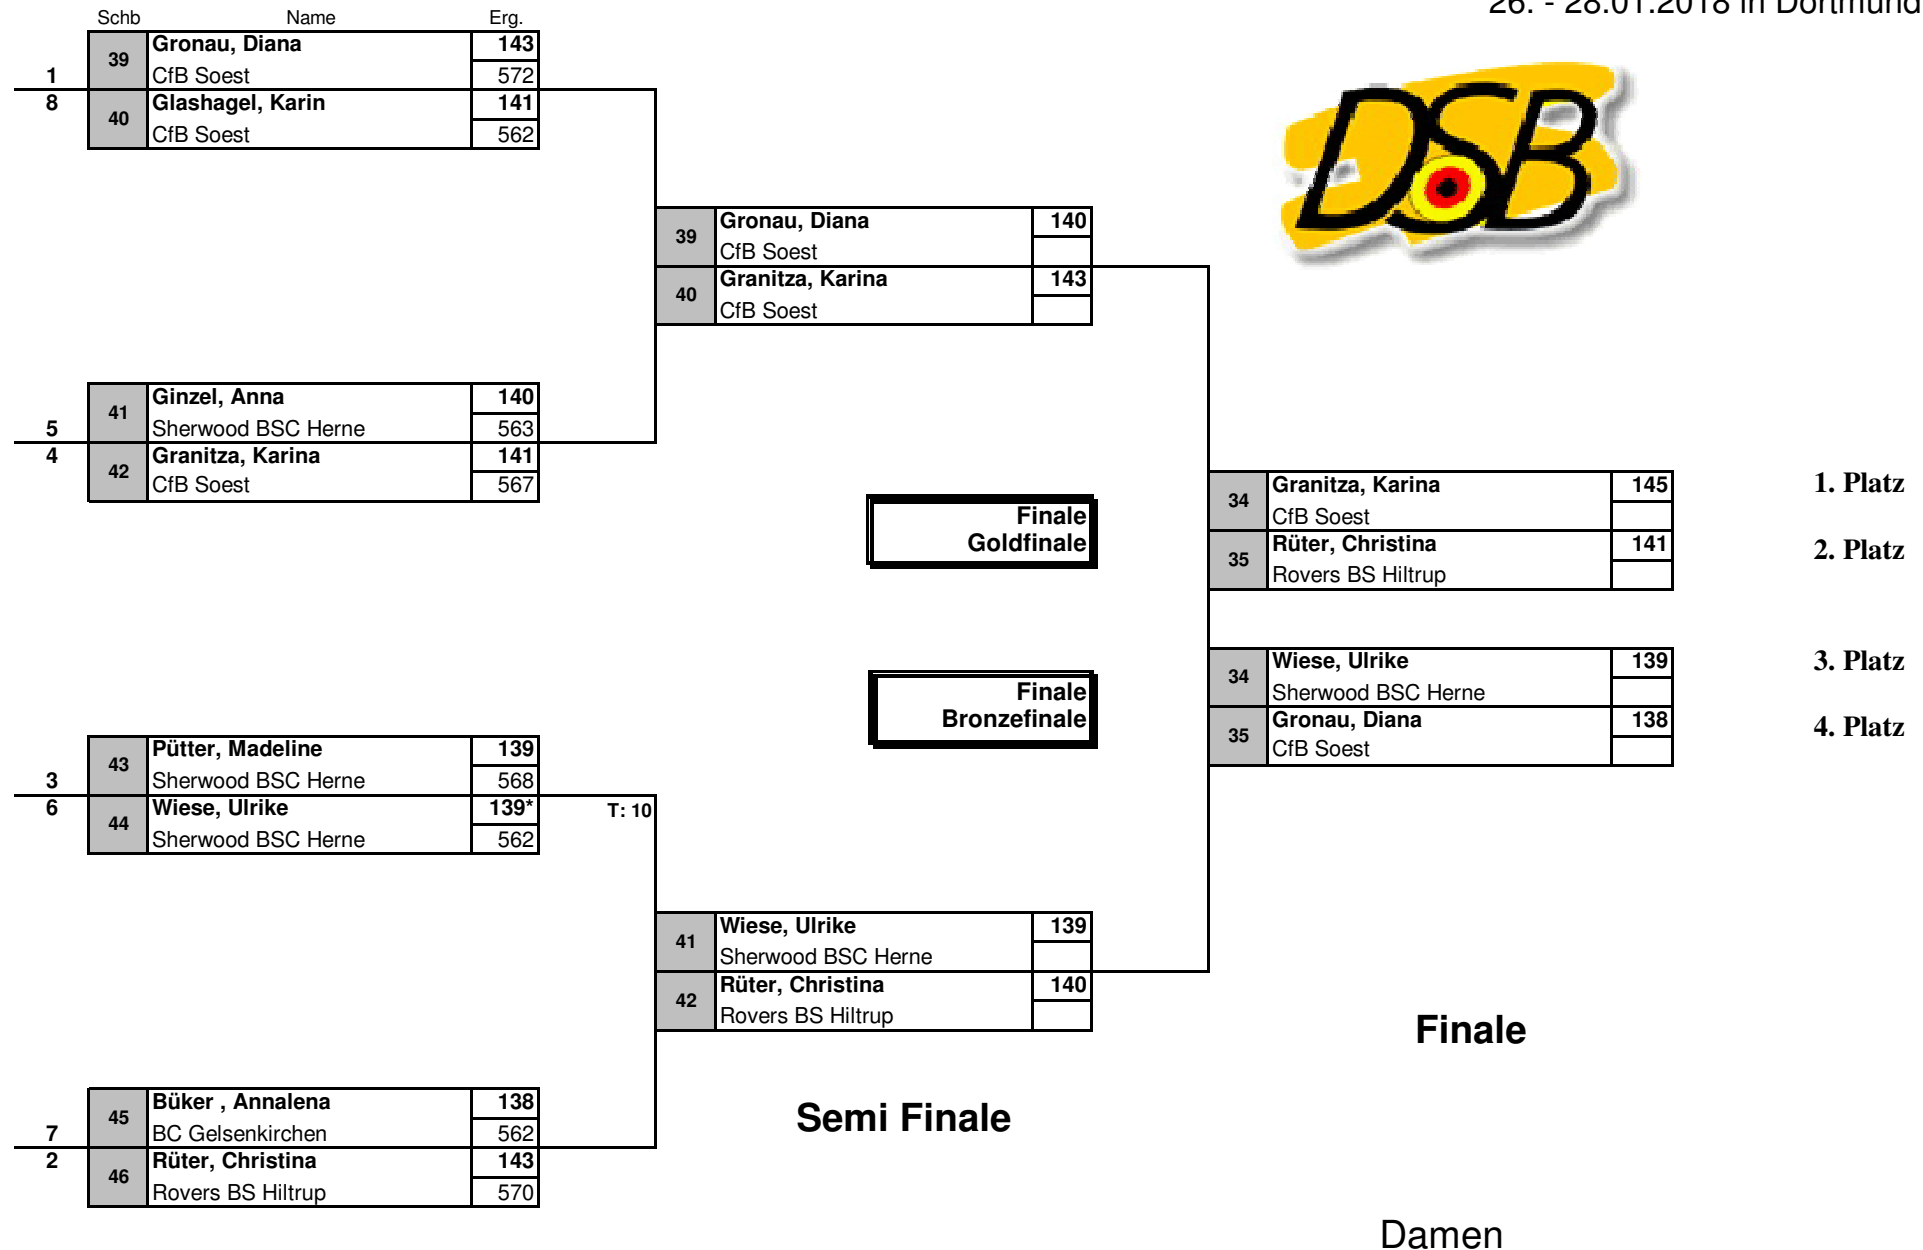 26. - 28.01.2018 in Dortmund
Schb Name Erg.
39 Gronau, Diana 143
1 CfB Soest 572
8 40 Glashagel, Karin 141
CfB Soest 562
DSB
39 Gronau, Diana 140
CfB Soest
40 Granitza, Karina 143
CfB Soest
41 Ginzel, Anna 140
5 Sherwood BSC Herne 563
4 42 Granitza, Karina 141
CfB Soest 567
Finale
Goldfinale
34 Granitza, Karina 145 1. Platz
CfB Soest
35 Rüter, Christina 141 2. Platz
Rovers BS Hiltrup
Finale
Bronzefinale
34 Wiese, Ulrike 139 3. Platz
Sherwood BSC Herne
35 Gronau, Diana 138 4. Platz
CfB Soest
43 Pütter, Madeline 139
3 Sherwood BSC Herne 568
6 44 Wiese, Ulrike 139* T: 10
Sherwood BSC Herne 562
41 Wiese, Ulrike 139
Sherwood BSC Herne
42 Rüter, Christina 140
Rovers BS Hiltrup
Finale
Semi Finale
45 Büker , Annalena 138
7 BC Gelsenkirchen 562
2 46 Rüter, Christina 143
Rovers BS Hiltrup 570
Damen